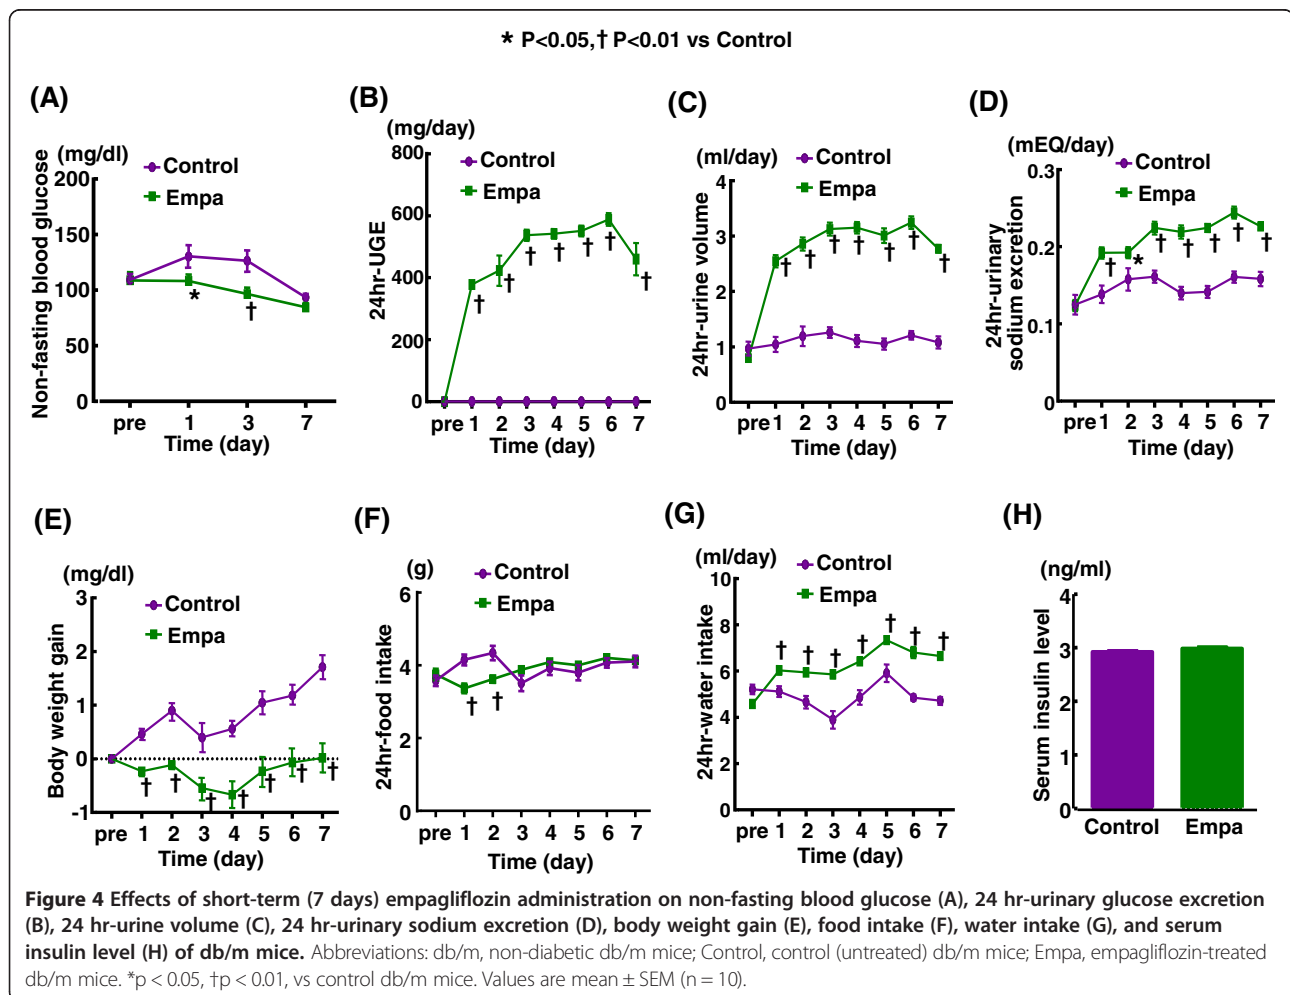 * P<0.05,† P<0.01 vs Control
(A)
(mg/dl)
Non-fasting blood glucose
Control
Empa
200
150
100
50
0
*
†
pre 1 3 7
Time (day)
(B)
(mg/day)
24hr-UGE
Control
Empa
800
600
400
200
0
† † † † † † †
pre 1 2 3 4 5 6 7
Time (day)
(C)
(ml/day)
24hr-urine volume
Control
Empa
4
3
2
1
0
† † † † † † †
pre 1 2 3 4 5 6 7
Time (day)
(D)
(mEQ/day)
24hr-urinary
sodium excretion
Control
Empa
0.3
0.2
0.1
0
† * † † † † †
pre 1 2 3 4 5 6 7
Time (day)
(E)
(mg/dl)
Body weight gain
Control
Empa
3
2
1
0
-1
† † † † † † †
pre 1 2 3 4 5 6 7
Time (day)
(F)
(g)
24hr-food intake
Control
Empa
6
4
2
0
† †
pre 1 2 3 4 5 6 7
Time (day)
(G)
(ml/day)
24hr-water intake
Control
Empa
10
8
6
4
2
0
† † † † † † †
pre 1 2 3 4 5 6 7
Time (day)
(H)
(ng/ml)
Serum insulin level
4
3
2
1
0
Control Empa
Figure 4 Effects of short-term (7 days) empagliflozin administration on non-fasting blood glucose (A), 24 hr-urinary glucose excretion
(B), 24 hr-urine volume (C), 24 hr-urinary sodium excretion (D), body weight gain (E), food intake (F), water intake (G), and serum
insulin level (H) of db/m mice. Abbreviations: db/m, non-diabetic db/m mice; Control, control (untreated) db/m mice; Empa, empagliflozin-treated
db/m mice. *p < 0.05, †p < 0.01, vs control db/m mice. Values are mean ± SEM (n = 10).